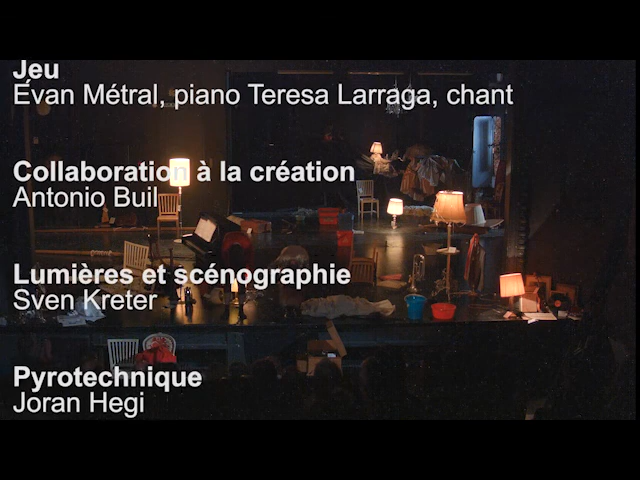 Jeu
Evan Métral, piano Teresa Larraga, chant
Collaboration à la création
Antonio Buil
Lumières et scénographie
Sven Kreter
Pyrotechnique
Joran Hegi